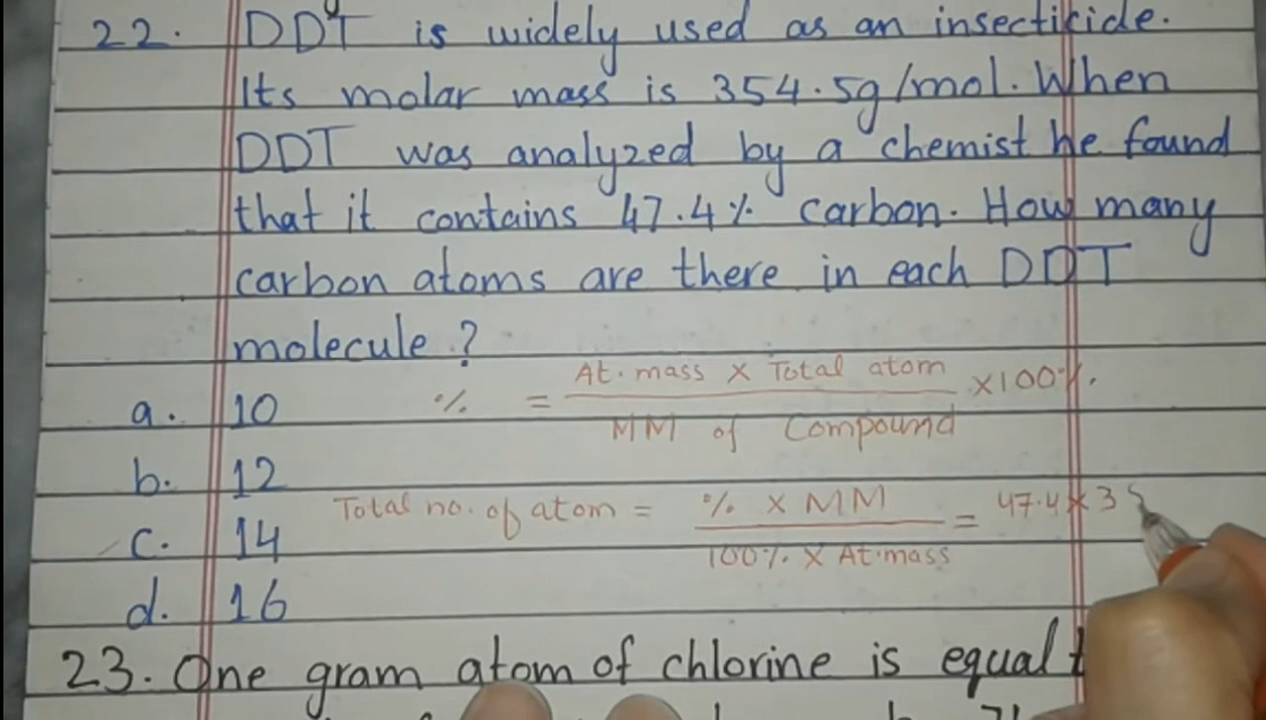 22. DDT is widely used as an insecticide.
Its molar mass is 354.5g/mol. When
DDT was analyzed by a chemist he found
that it contains 47.4% carbon. How many
carbon atoms are there in each DDT
molecule?
a. 10
% = At. mass X Total atom / MM of Compound X100%.
b. 12
c. 14
Total no. of atom = % X MM / 100% X At. mass = 47.4 X 35
d. 16
23. One gram atom of chlorine is equal